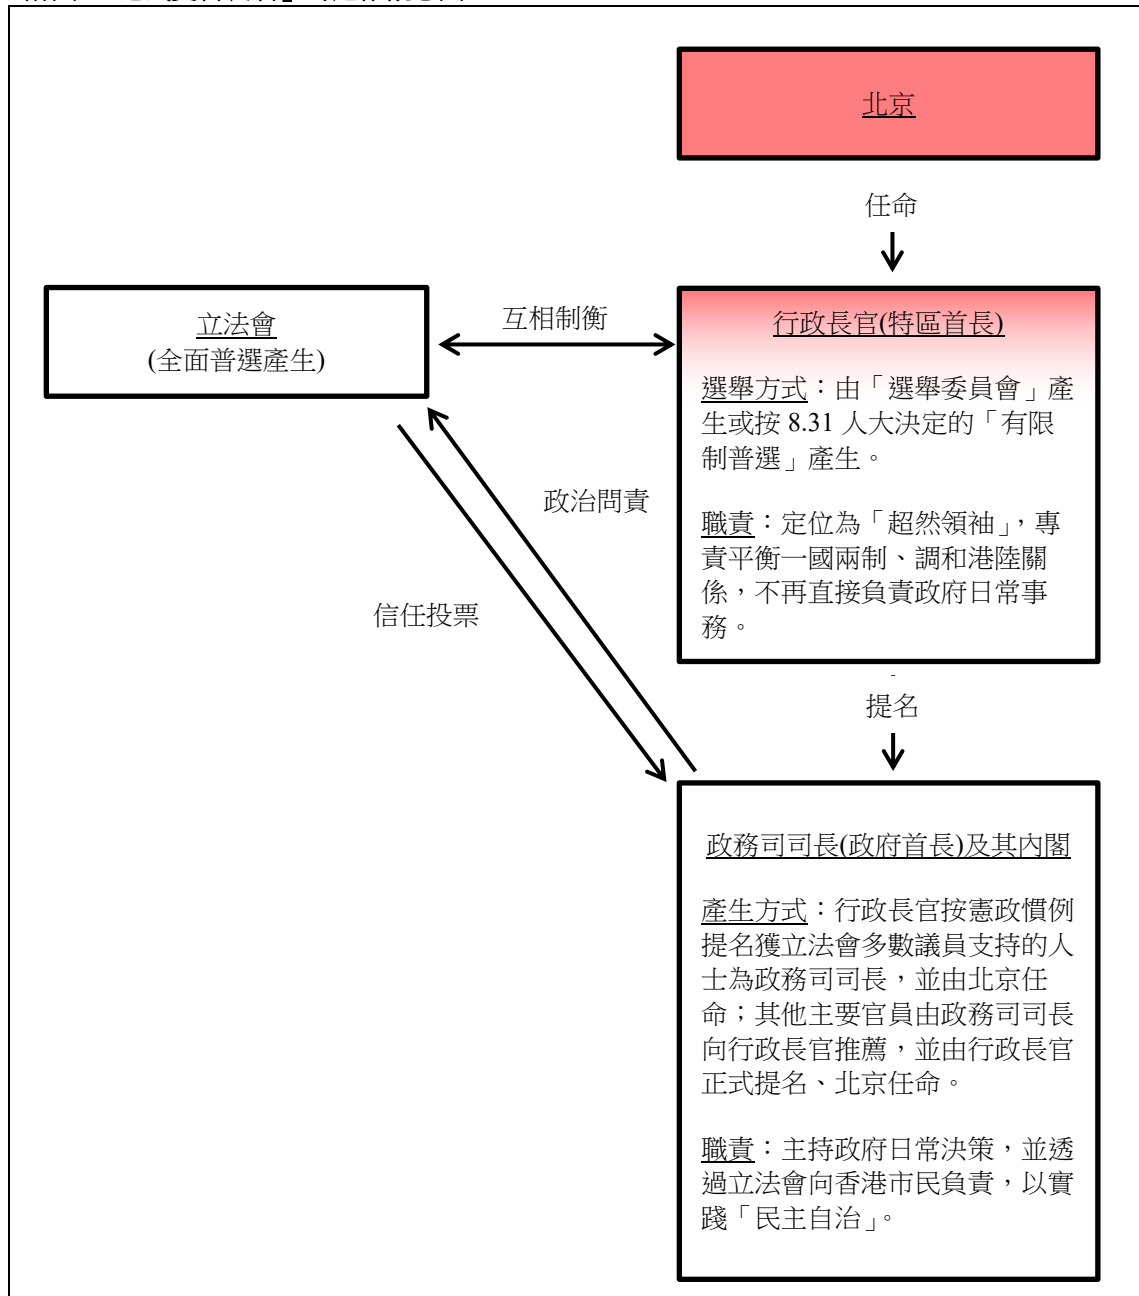 北京
任命
立法會
(全面普選產生)
互相制衡
行政長官(特區首長)
選舉方式：由「選舉委員會」產
生或按 8.31 人大決定的「有限
制普選」產生。
職責：定位為「超然領袖」，專
責平衡一國兩制、調和港陸關
係，不再直接負責政府日常事
務。
政治問責
信任投票
提名
政務司司長(政府首長)及其內閣
產生方式：行政長官按憲政慣例
提名獲立法會多數議員支持的人
士為政務司司長，並由北京任
命；其他主要官員由政務司司長
向行政長官推薦，並由行政長官
正式提名、北京任命。
職責：主持政府日常決策，並透
過立法會向香港市民負責，以實
踐「民主自治」。